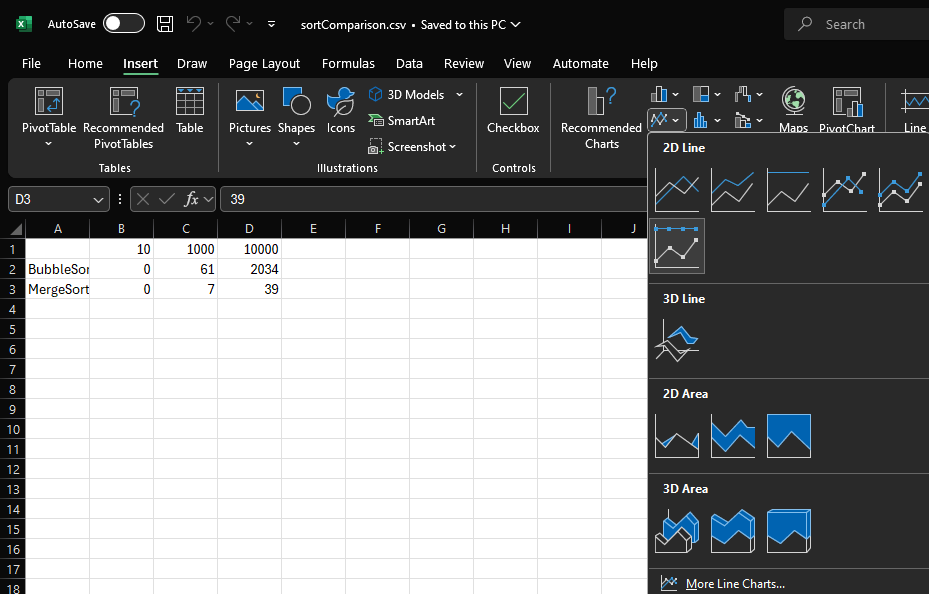 AutoSave sortComparison.csv • Saved to this PC Search
File Home Insert Draw Page Layout Formulas Data Review View Automate Help
PivotTable Recommended PivotTables Table
Tables
Pictures Shapes Icons 3D Models SmartArt Screenshot
Illustrations
Checkbox
Controls
Recommended Charts
Maps PivotChart Line
D3 fx 39
A B C D E F G H I J
1 10 1000 10000
2 BubbleSor 0 61 2034
3 MergeSort 0 7 39
4
5
6
7
8
9
10
11
12
13
14
15
16
17
18
2D Line
3D Line
2D Area
3D Area
More Line Charts...